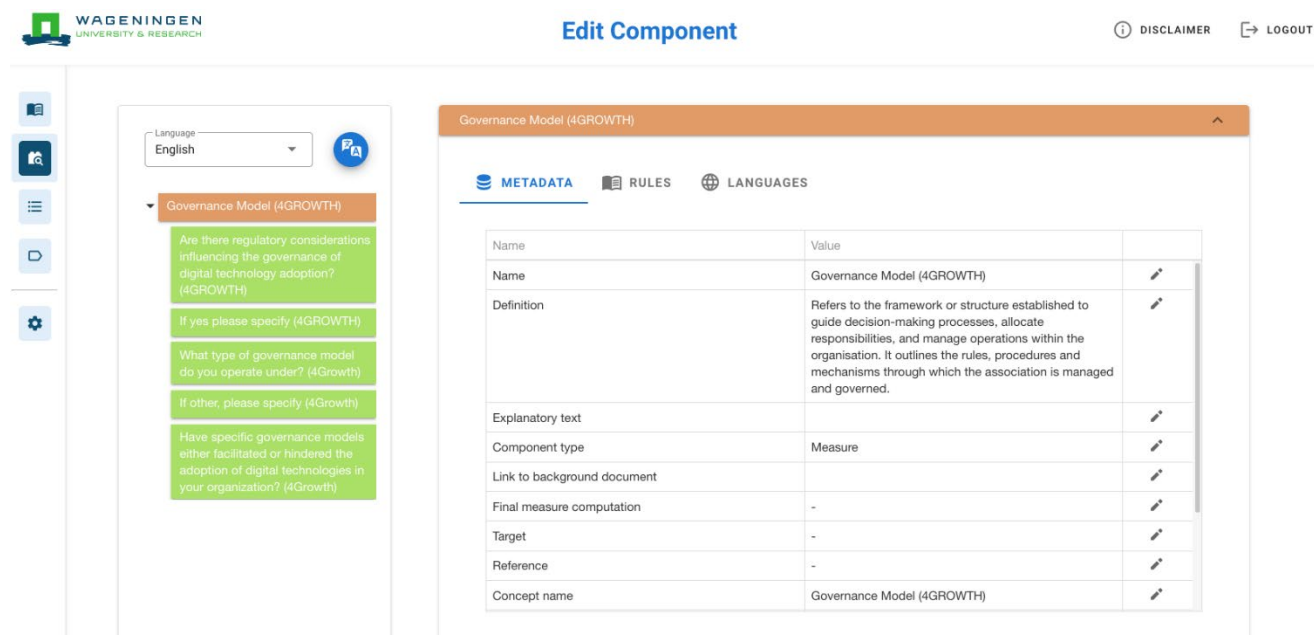 WAGENINGEN
UNIVERSITY & RESEARCH
Edit Component
DISCLAIMER
LOGOUT
Language
English
Governance Model (4GROWTH)
Are there regulatory considerations
influencing the governance of
digital technology adoption?
(4GROWTH)
If yes please specify (4GROWTH)
What type of governance model
do you operate under? (4Growth)
If other, please specify (4Growth)
Have specific governance models
either facilitated or hindered the
adoption of digital technologies in
your organization? (4Growth)
Governance Model (4GROWTH)
METADATA RULES LANGUAGES
Name Value
Name Governance Model (4GROWTH)
Definition Refers to the framework or structure established to
guide decision-making processes, allocate
responsibilities, and manage operations within the
organisation. It outlines the rules, procedures and
mechanisms through which the association is managed
and governed.
Explanatory text
Component type Measure
Link to background document
Final measure computation -
Target -
Reference -
Concept name Governance Model (4GROWTH)